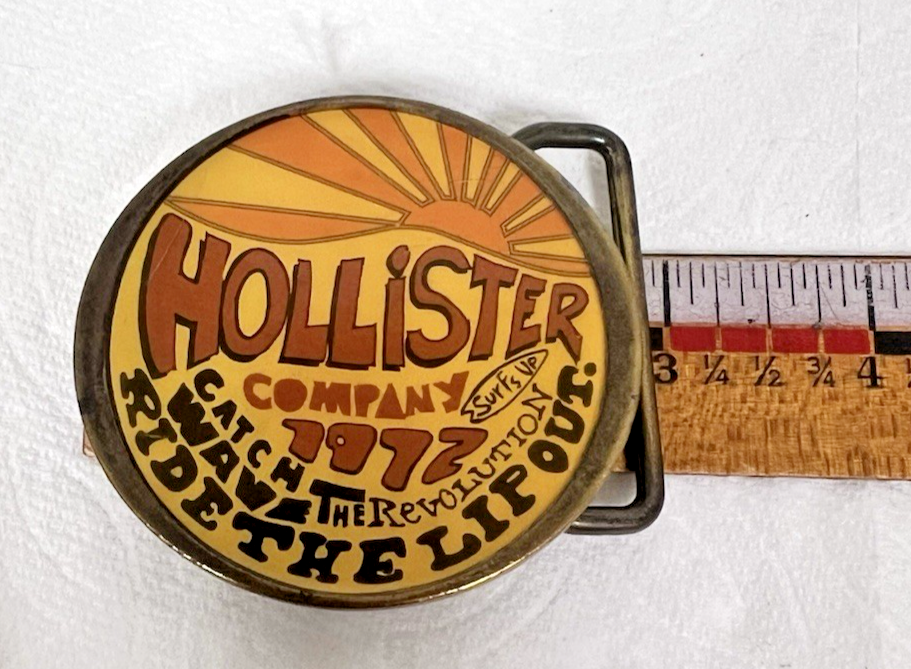 HOLLiSTER
COMPANY
Surf's UP
1972
CATCH
WAVE
THE REVOLUTION
RIDE THE LIP OUT.
3 ¼ ½ ¾ 4